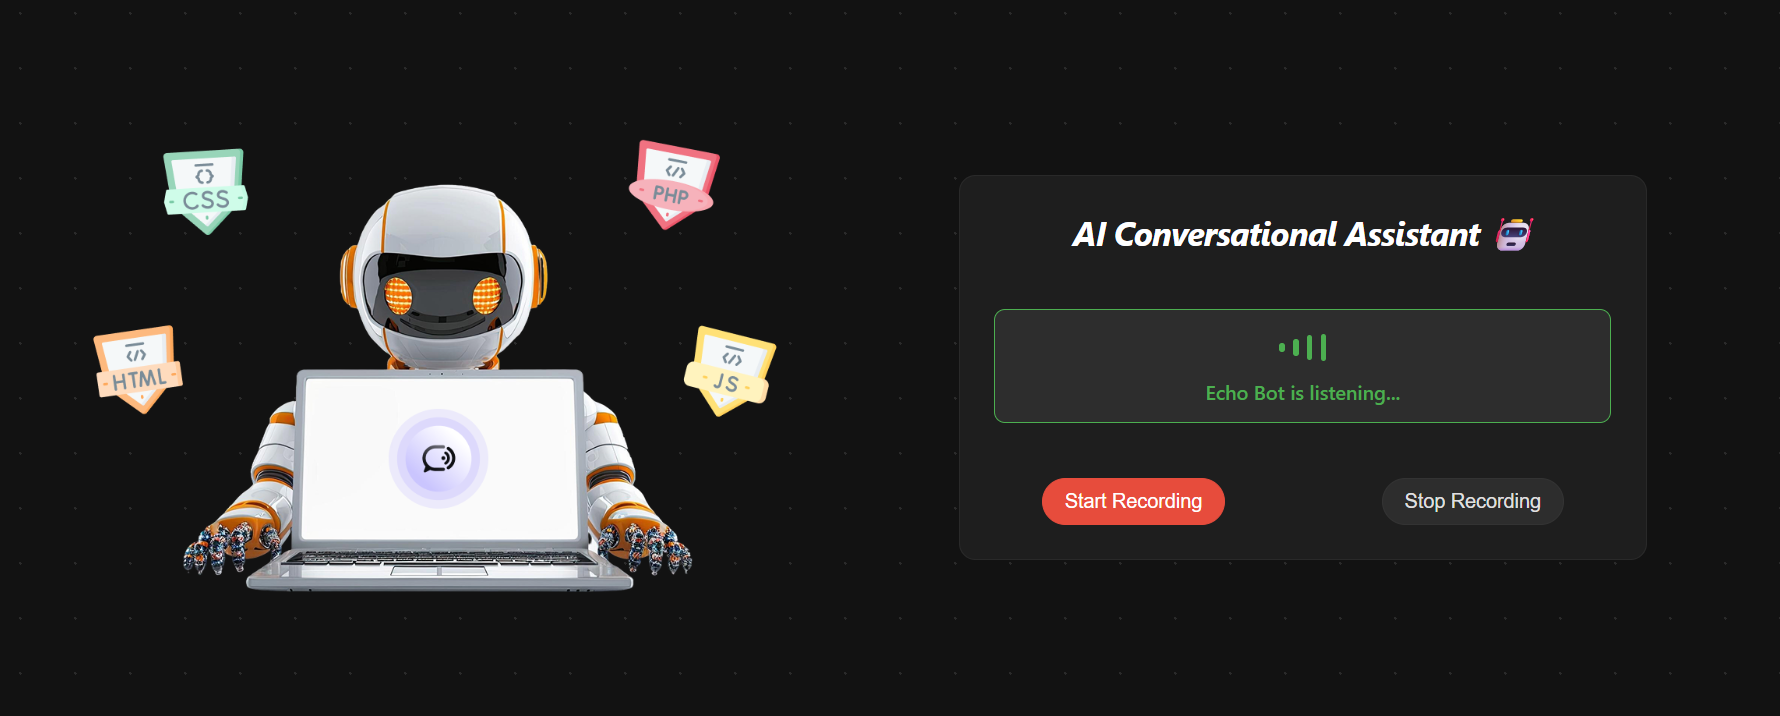 CSS
PHP
HTML
JS
AI Conversational Assistant
Echo Bot is listening...
Start Recording
Stop Recording